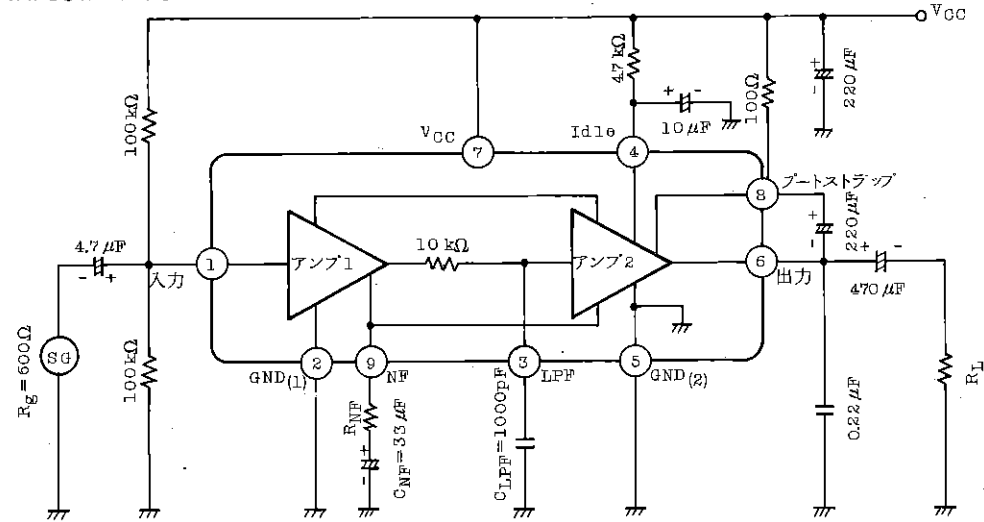 VCC
100kΩ
4.7kΩ
100Ω
220μF
10μF
VCC
Idle
7
4
8
ブートストラップ
220μF
4.7μF
1
入力
アンプ1
10kΩ
アンプ2
6
出力
470μF
SG
Rg=600Ω
100kΩ
2
GND(1)
9
NF
3
LPF
5
GND(2)
RNF
CNF=33μF
CLPF=1000pF
0.22μF
RL